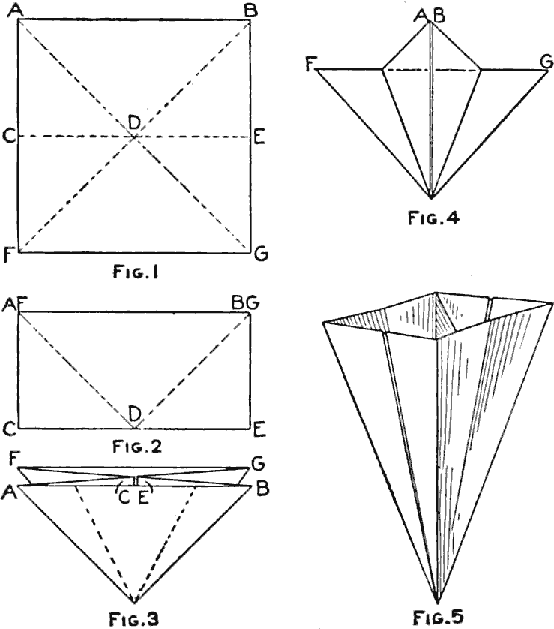 A B
C D E
F G
FIG.1
AF BG
D
C E
FIG.2
F G
A (C E) B
FIG.3
AB
F G
FIG.4
FIG.5